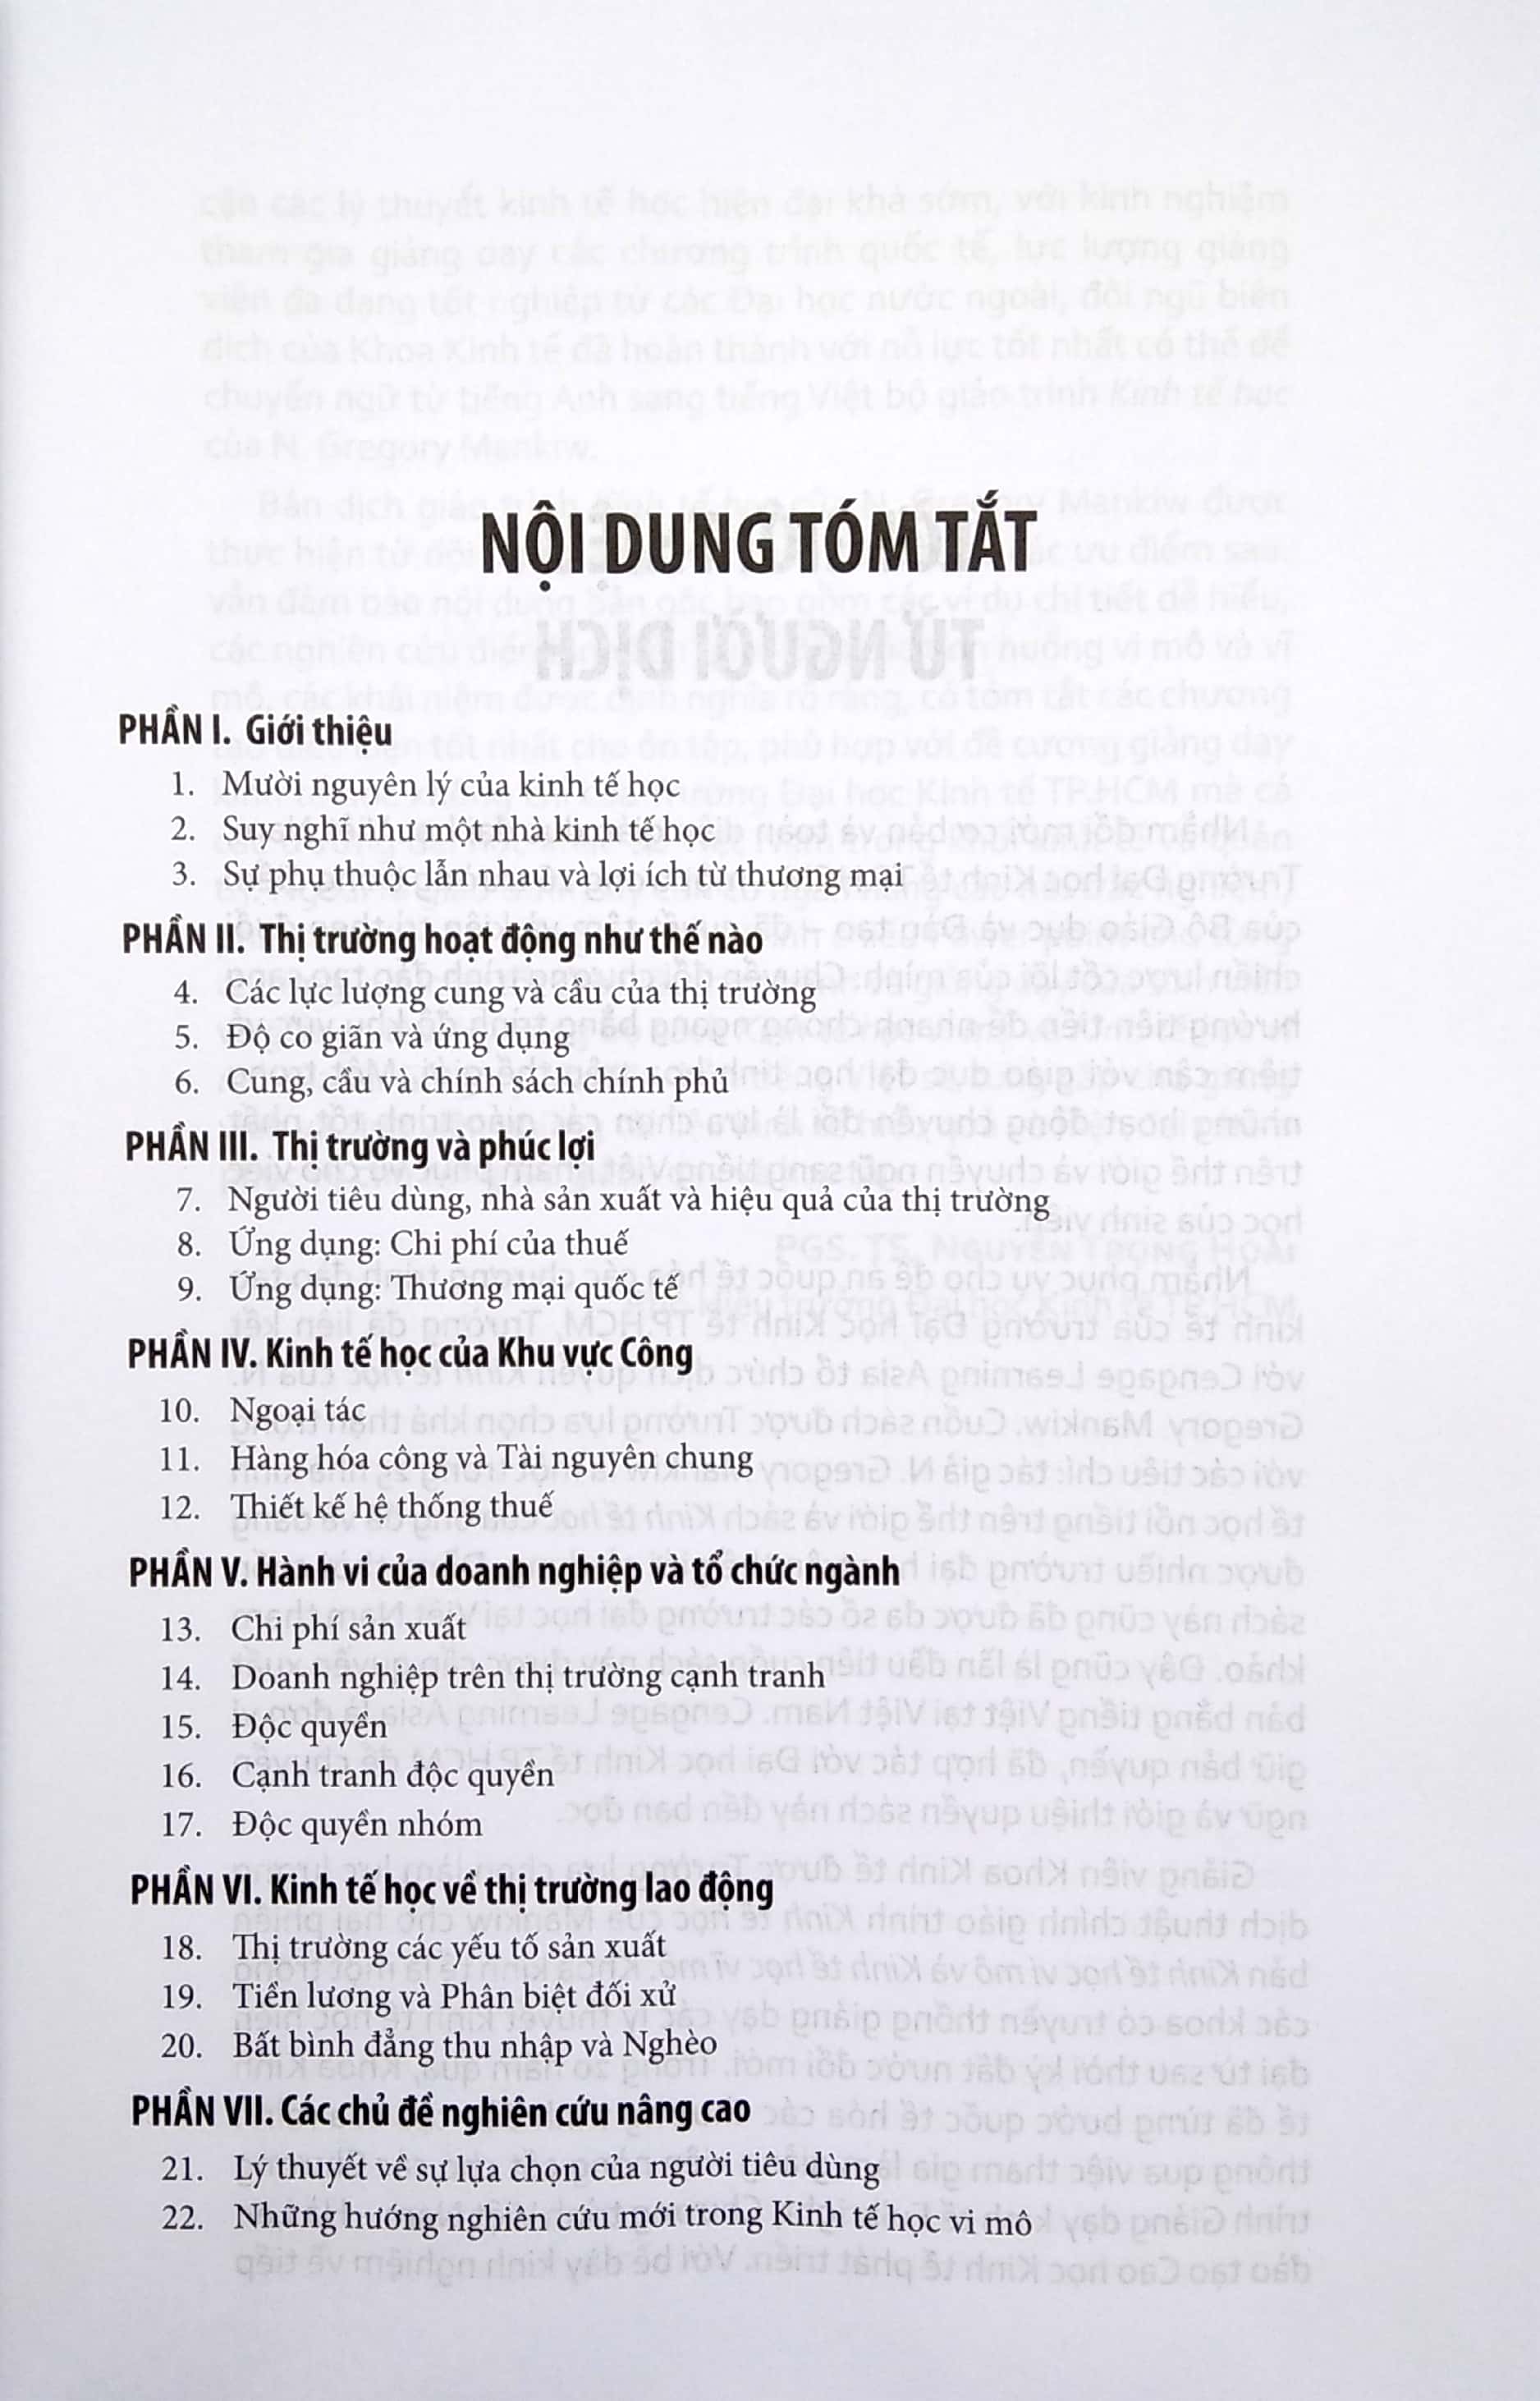 NỘI DUNG TÓM TẮT
PHẦN I. Giới thiệu
1. Mười nguyên lý của kinh tế học
2. Suy nghĩ như một nhà kinh tế học
3. Sự phụ thuộc lẫn nhau và lợi ích từ thương mại
PHẦN II. Thị trường hoạt động như thế nào
4. Các lực lượng cung và cầu của thị trường
5. Độ co giãn và ứng dụng
6. Cung, cầu và chính sách chính phủ
PHẦN III. Thị trường và phúc lợi
7. Người tiêu dùng, nhà sản xuất và hiệu quả của thị trường
8. Ứng dụng: Chi phí của thuế
9. Ứng dụng: Thương mại quốc tế
PHẦN IV. Kinh tế học của Khu vực Công
10. Ngoại tác
11. Hàng hóa công và Tài nguyên chung
12. Thiết kế hệ thống thuế
PHẦN V. Hành vi của doanh nghiệp và tổ chức ngành
13. Chi phí sản xuất
14. Doanh nghiệp trên thị trường cạnh tranh
15. Độc quyền
16. Cạnh tranh độc quyền
17. Độc quyền nhóm
PHẦN VI. Kinh tế học về thị trường lao động
18. Thị trường các yếu tố sản xuất
19. Tiền lương và Phân biệt đối xử
20. Bất bình đẳng thu nhập và Nghèo
PHẦN VII. Các chủ đề nghiên cứu nâng cao
21. Lý thuyết về sự lựa chọn của người tiêu dùng
22. Những hướng nghiên cứu mới trong Kinh tế học vi mô